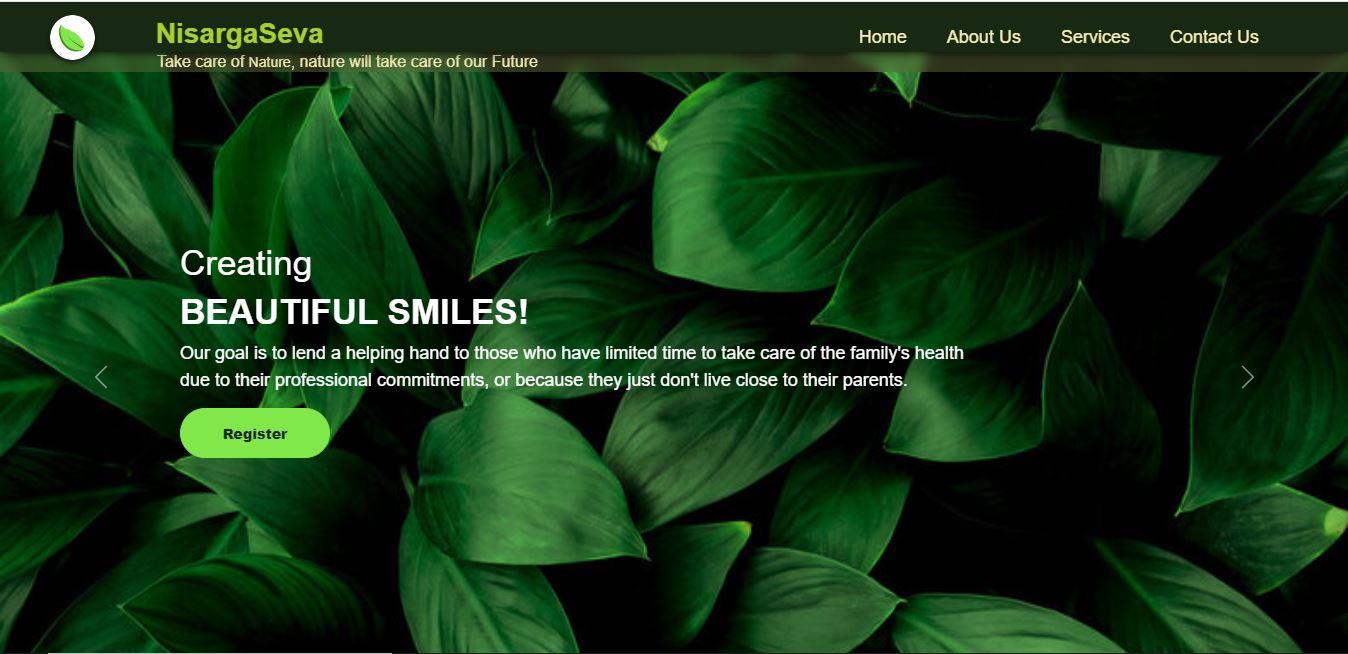 NisargaSeva
Home About Us Services Contact Us
Take care of Nature, nature will take care of our Future
Creating
BEAUTIFUL SMILES!
Our goal is to lend a helping hand to those who have limited time to take care of the family's health
due to their professional commitments, or because they just don't live close to their parents.
Register